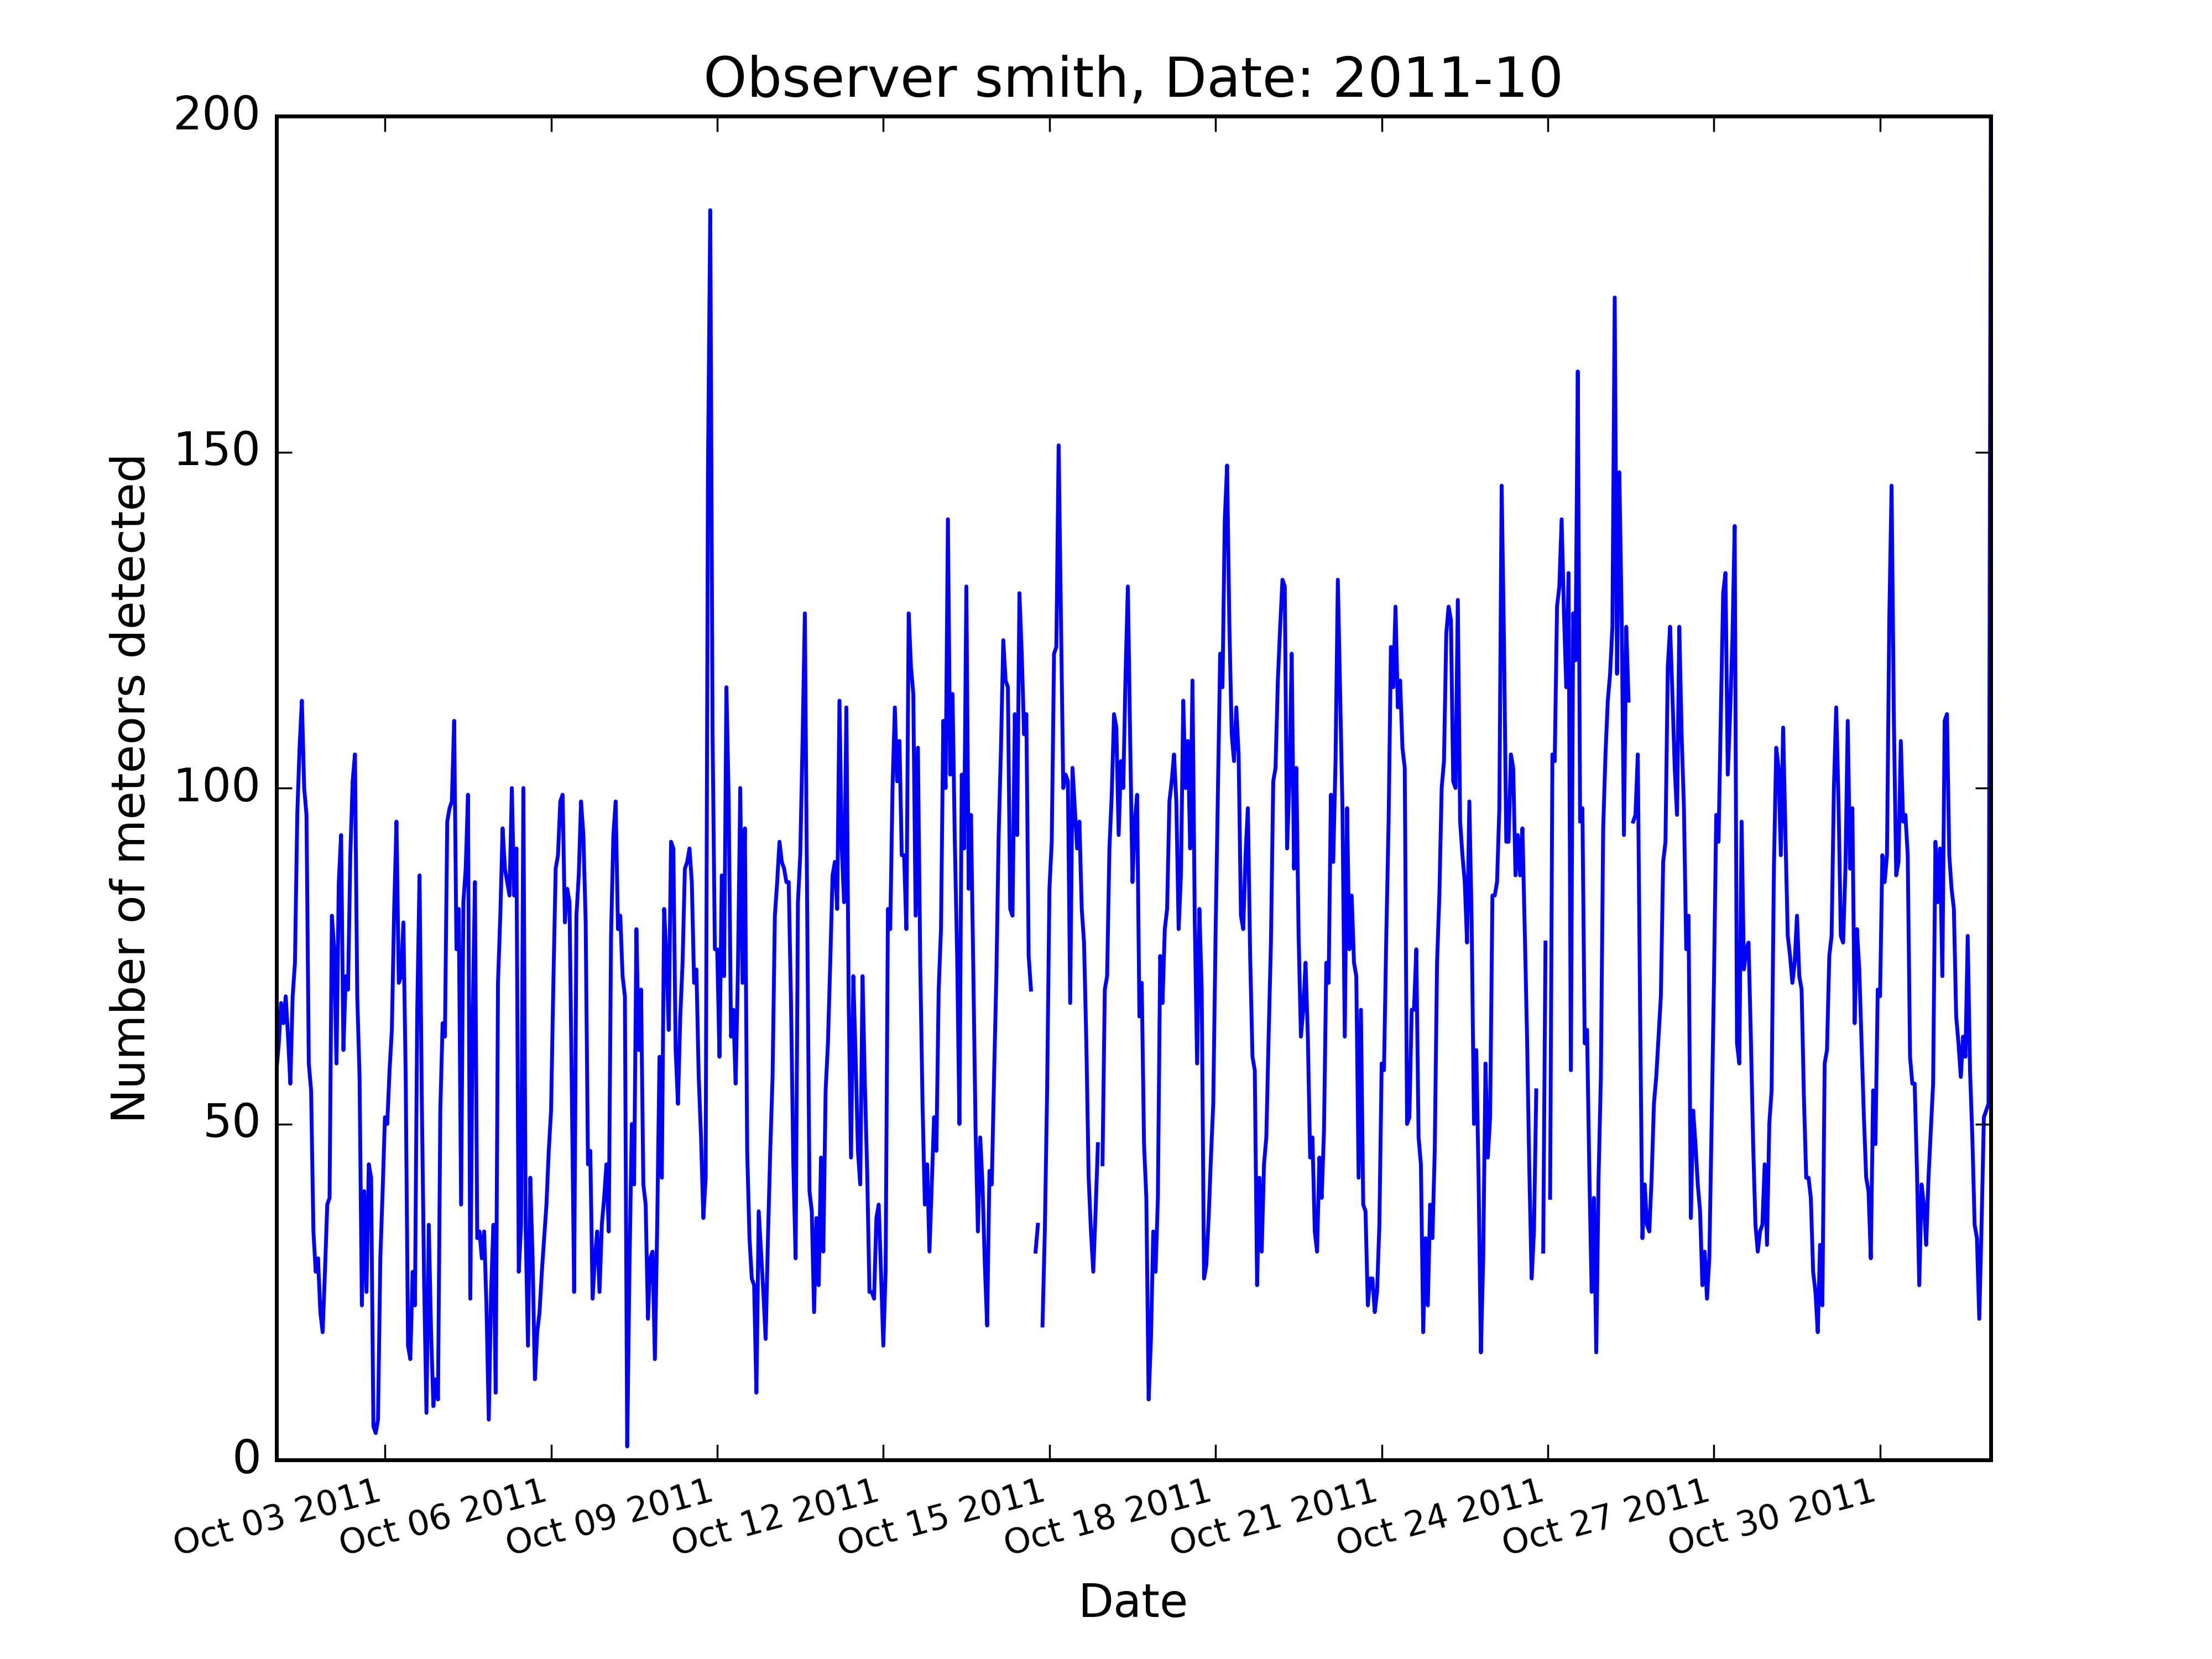 Observer smith, Date: 2011-10
200
150
100
50
0
Number of meteors detected
Oct 03 2011
Oct 06 2011
Oct 09 2011
Oct 12 2011
Oct 15 2011
Oct 18 2011
Oct 21 2011
Oct 24 2011
Oct 27 2011
Oct 30 2011
Date